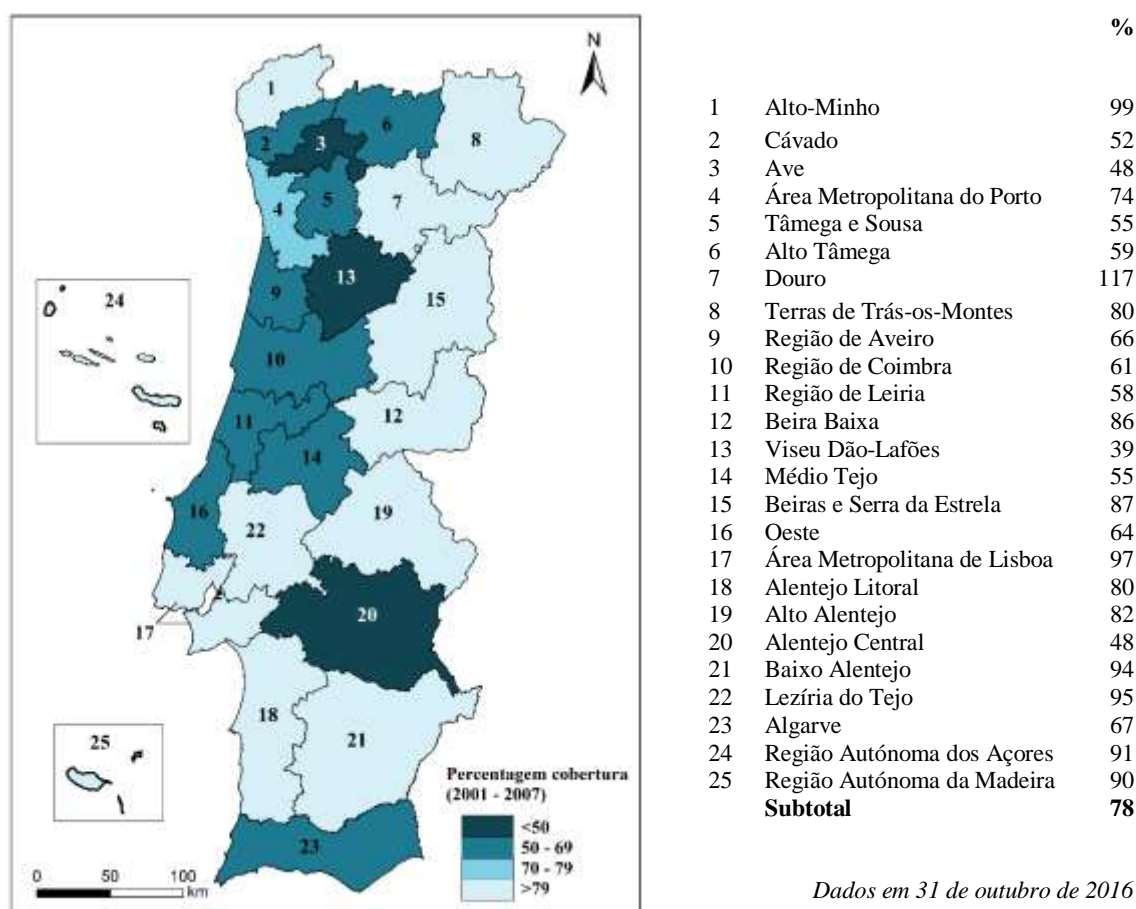 N
1
2
3
4
5
6
7
8
9
10
11
12
13
14
15
16
17
18
19
20
21
22
23
24
25
Percentagem cobertura
(2001 - 2007)
<50
50 - 69
70 - 79
>79
0 50 100
km
%
1 Alto-Minho 99
2 Cávado 52
3 Ave 48
4 Área Metropolitana do Porto 74
5 Tâmega e Sousa 55
6 Alto Tâmega 59
7 Douro 117
8 Terras de Trás-os-Montes 80
9 Região de Aveiro 66
10 Região de Coimbra 61
11 Região de Leiria 58
12 Beira Baixa 86
13 Viseu Dão-Lafões 39
14 Médio Tejo 55
15 Beiras e Serra da Estrela 87
16 Oeste 64
17 Área Metropolitana de Lisboa 97
18 Alentejo Litoral 80
19 Alto Alentejo 82
20 Alentejo Central 48
21 Baixo Alentejo 94
22 Lezíria do Tejo 95
23 Algarve 67
24 Região Autónoma dos Açores 91
25 Região Autónoma da Madeira 90
Subtotal 78
Dados em 31 de outubro de 2016